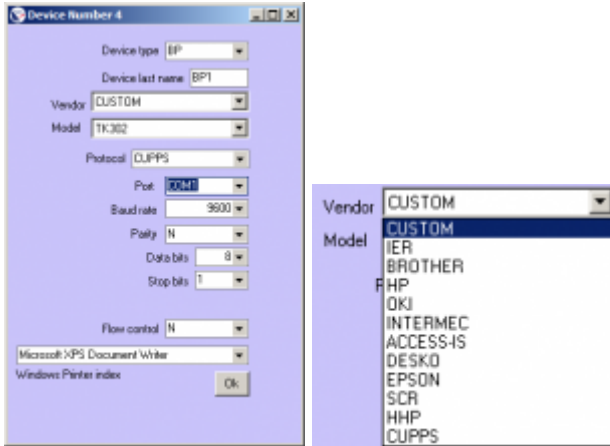 Device Number 4
Device type BP
Device last name BP1
Vendor CUSTOM
Model TK302
Protocol CUPPS
Port COM1
Baud rate 9600
Parity N
Data bits 8
Stop bits 1
Flow control N
Microsoft XPS Document Writer
Windows Printer index
Ok
Vendor CUSTOM
Model
CUSTOM
IER
BROTHER
HP
OKI
INTERMEC
ACCESS-IS
DESKO
EPSON
SCR
HHP
CUPPS